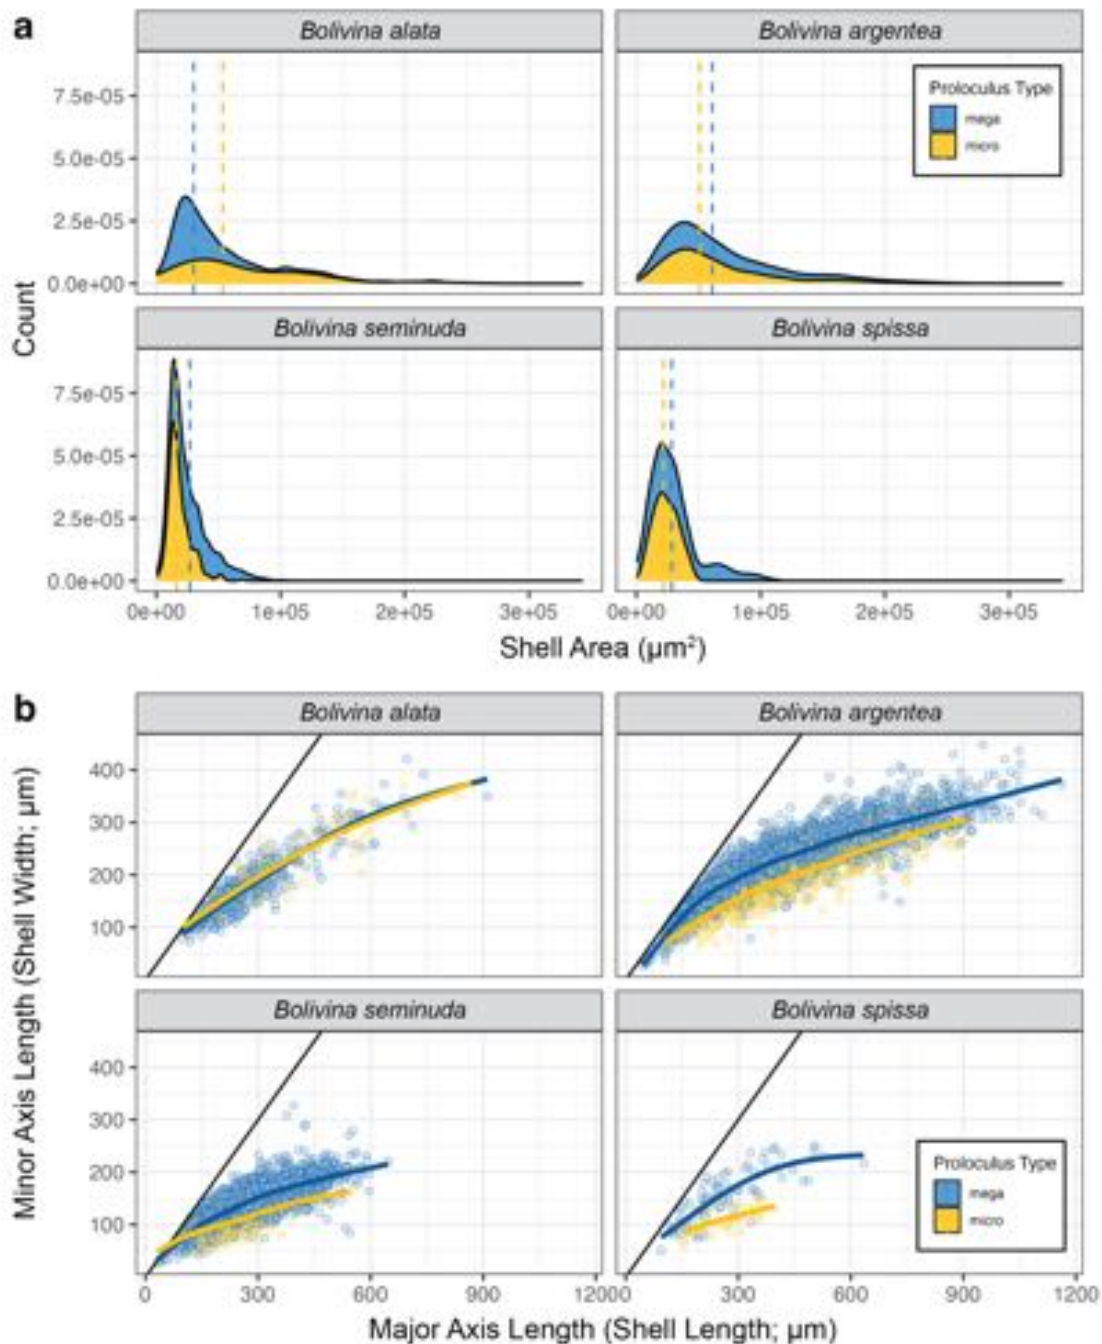 a
Bolivina alata
Bolivina argentea
Proloculus Type
mega
micro
7.5e-05
5.0e-05
2.5e-05
0.0e+00
Count
Bolivina seminuda
Bolivina spissa
7.5e-05
5.0e-05
2.5e-05
0.0e+00
0e+00 1e+05 2e+05 3e+05 0e+00 1e+05 2e+05 3e+05
Shell Area (µm²)
b
Bolivina alata
Bolivina argentea
400
300
200
100
Minor Axis Length (Shell Width; µm)
Bolivina seminuda
Bolivina spissa
400
300
200
100
Proloculus Type
mega
micro
0 300 600 900 1200 300 600 900 1200
Major Axis Length (Shell Length; µm)